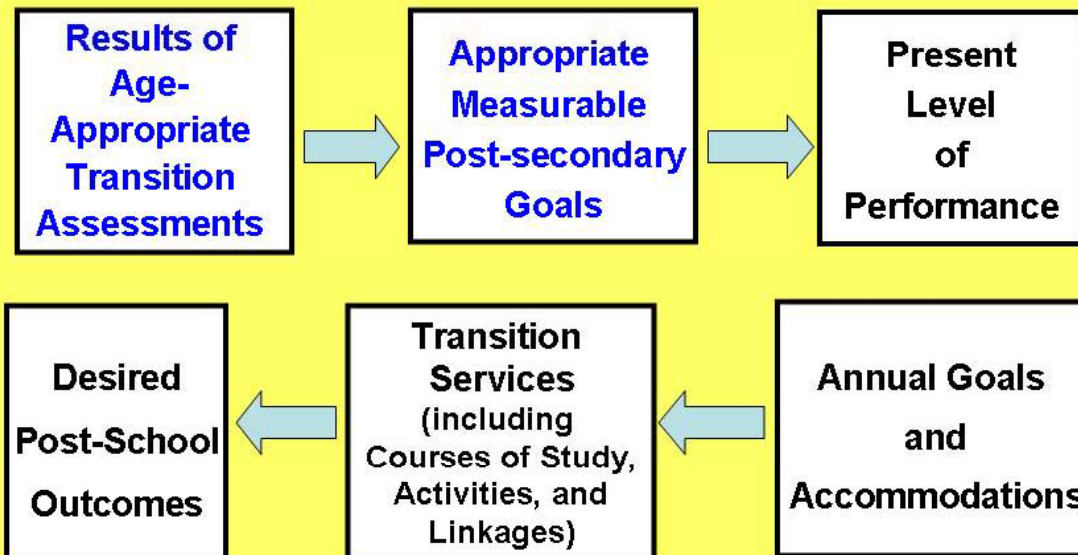 Results of
Age-
Appropriate
Transition
Assessments
Appropriate
Measurable
Post-secondary
Goals
Present
Level
of
Performance
Desired
Post-School
Outcomes
Transition
Services
(including
Courses of Study,
Activities, and
Linkages)
Annual Goals
and
Accommodations